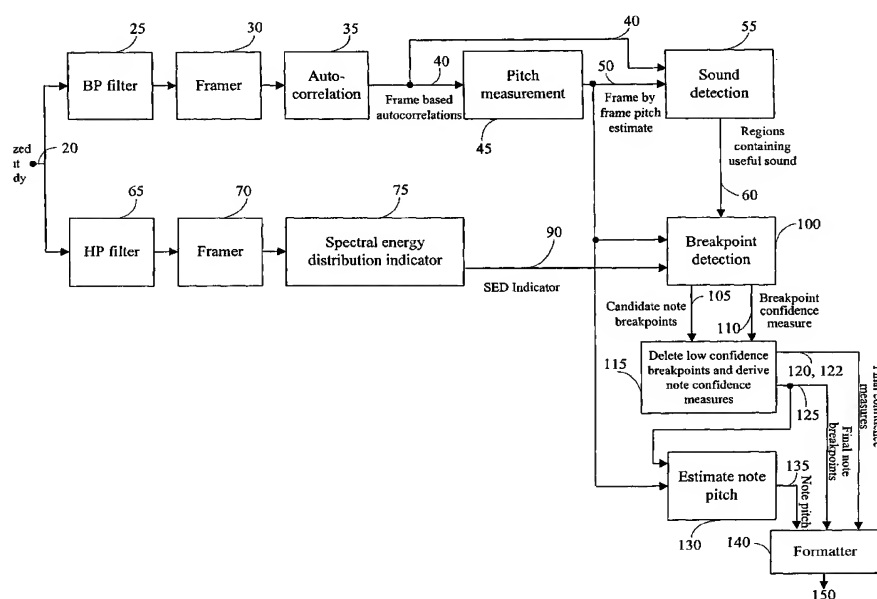 25
30
35
40
55
BP filter
Framer
Auto-
correlation
40
Pitch
measurement
50
Sound
detection
Frame based
autocorrelations
45
Frame by
frame pitch
estimate
Regions
containing
useful sound
60
zed
20
dy
65
70
75
HP filter
Framer
Spectral energy
distribution indicator
90
SED Indicator
100
Breakpoint
detection
Candidate note
breakpoints
105
110
Breakpoint
confidence
measure
115
Delete low confidence
breakpoints and derive
note confidence
measures
120, 122
125
measures
Final note
breakpoints
Estimate note
pitch
135
Note pitch
130
140
Formatter
150